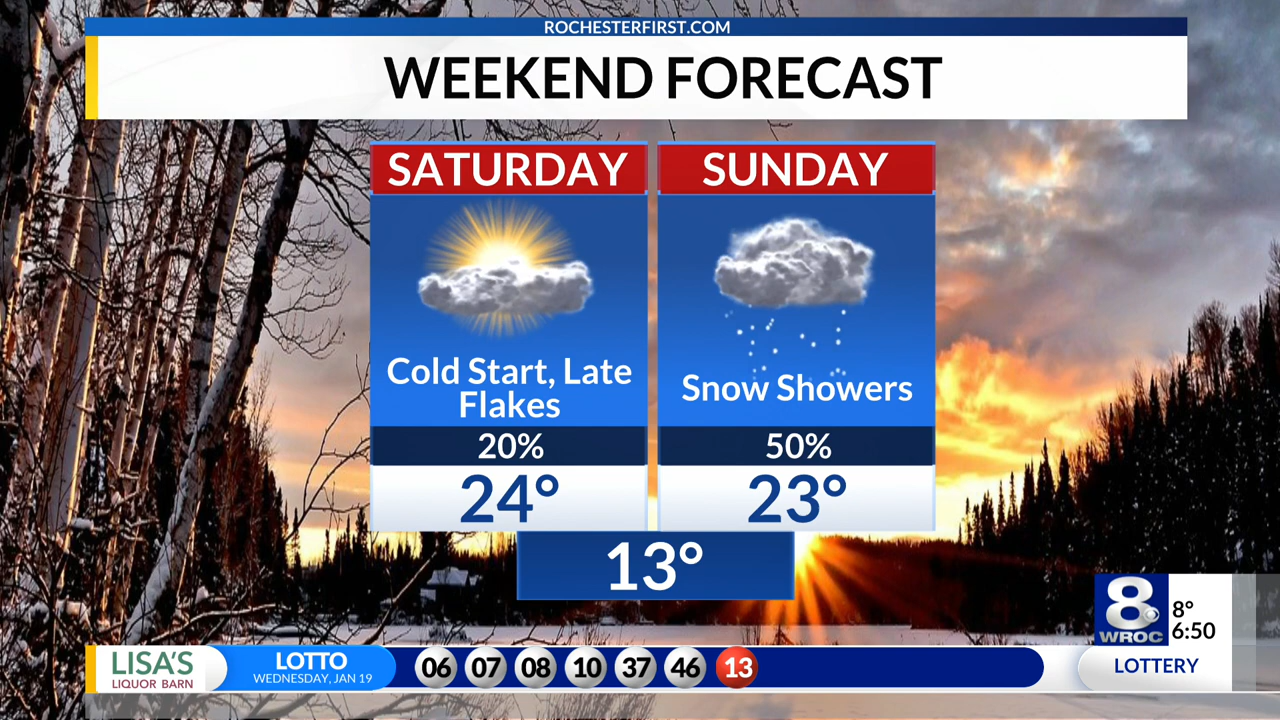 ROCHESTERFIRST.COM
WEEKEND FORECAST
SATURDAY
Cold Start, Late
Flakes
20%
24°
SUNDAY
Snow Showers
50%
23°
13°
8
WROC
8°
6:50
LISA'S
LIQUOR BARN
LOTTO
WEDNESDAY, JAN 19
06 07 08 10 37 46 13
LOTTERY